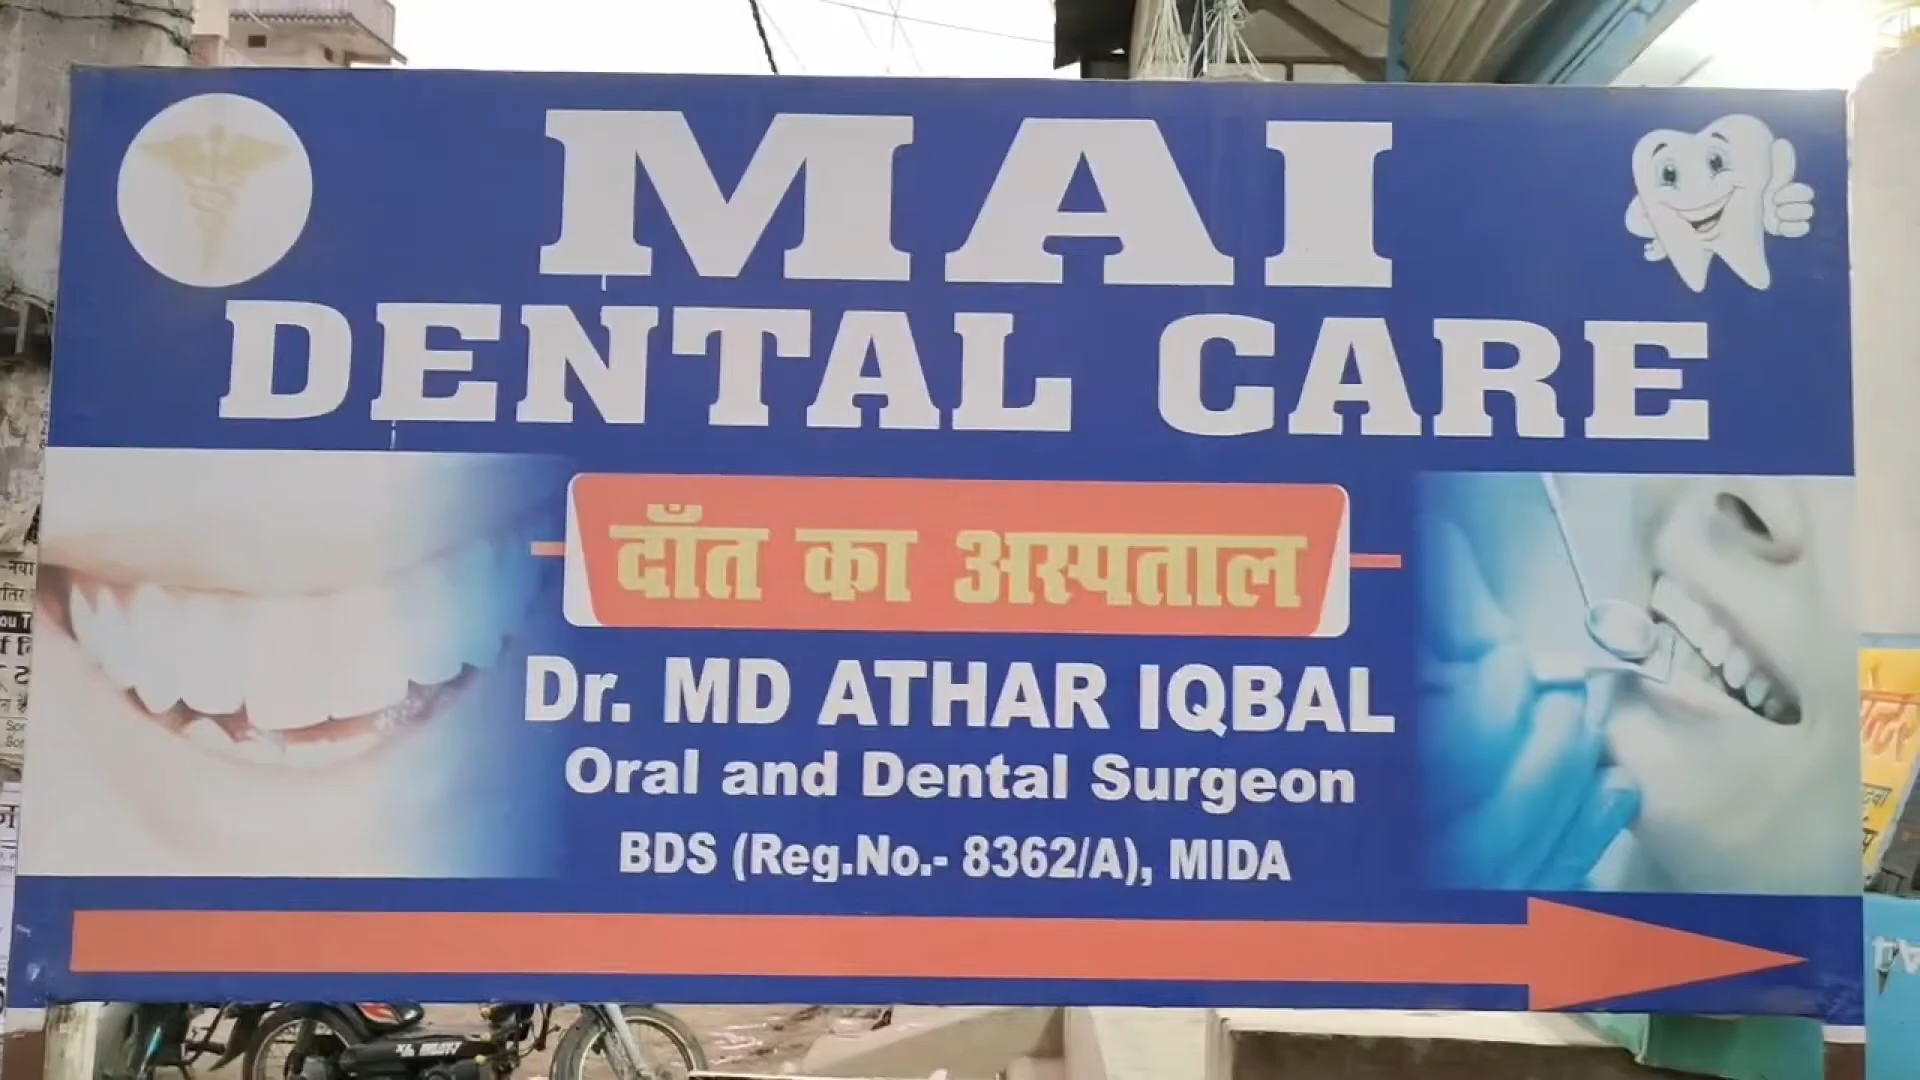 MAI
DENTAL CARE
दाँत का अस्पताल
Dr. MD ATHAR IQBAL
Oral and Dental Surgeon
BDS (Reg.No.- 8362/A), MIDA